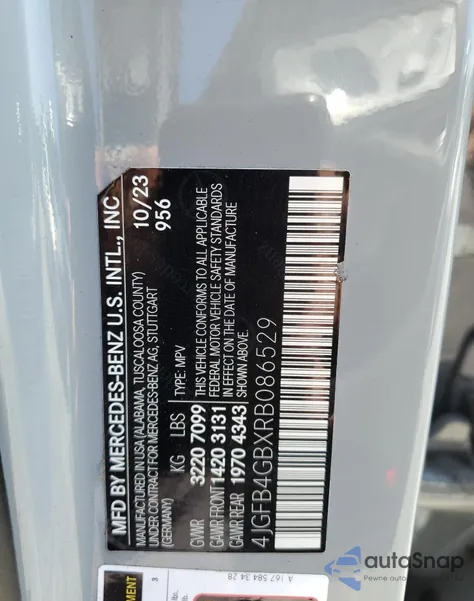 MFD BY MERCEDES-BENZ U.S. INTL., INC
MANUFACTURED IN USA (ALABAMA, TUSCALOOSA COUNTY)
UNDER CONTRACT FOR MERCEDES-BENZ AG, STUTTGART
(GERMANY)
10/23
956
KG LBS TYPE: MPV
GVWR 3220 7099
GAWR FRONT 1420 3131
GAWR REAR 1970 4343
THIS VEHICLE CONFORMS TO ALL APPLICABLE
FEDERAL MOTOR VEHICLE SAFETY STANDARDS
IN EFFECT ON THE DATE OF MANUFACTURE
SHOWN ABOVE.
4JGFB4GBXRB086529
A 167 584 34 28
3
autoSnap